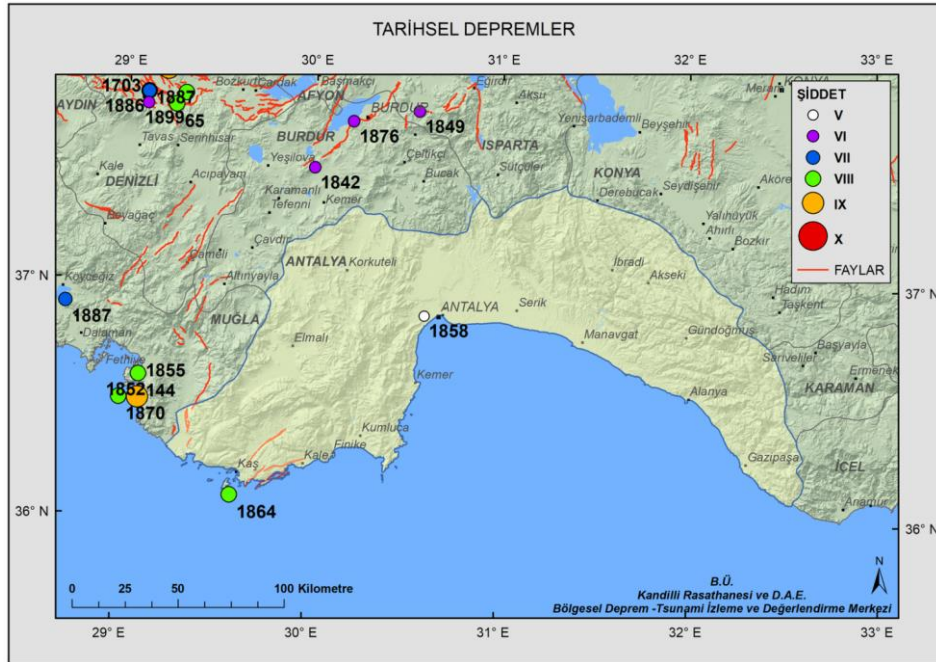 TARİHSEL DEPREMLER
29° E
30° E
31° E
32° E
33° E
1703
1886
1887
1899
65
AYDIN
Bozkurt
Çardak
AFYON
Başmakçı
BURDUR
BURDUR
1876
1849
Eğirdir
Aksu
Yenişarbademli
Beyşehir
KONYA
Meram
ŞİDDET
V
VI
VII
VIII
IX
X
FAYLAR
Tavas
Serinhisar
Kale
DENİZLİ
Acıpayam
Yeşilova
1842
Karamanlı
Tefenni
Kemer
Çeltikçi
Bucak
ISPARTA
Sütçüler
KONYA
Derebucak
Seydişehir
Akören
Yalıhüyük
Ahırlı
Bozkır
Beyağaç
Çavdır
Çameli
Altınyayla
ANTALYA
Korkuteli
İbradi
Akseki
37° N
37° N
Köyceğiz
1887
Dalaman
MUĞLA
Elmalı
ANTALYA
1858
Serik
Manavgat
Gündoğmuş
Hadim
Taşkent
Başyayla
Sarıveliler
Ermenek
KARAMAN
Fethiye
1855
1852
144
1870
Kemer
Alanya
Kumluca
Finike
Kale
Kaş
1864
Gazipaşa
İÇEL
Anamur
36° N
36° N
0 25 50 100 Kilometre
N
B.Ü.
Kandilli Rasathanesi ve D.A.E.
Bölgesel Deprem -Tsunami İzleme ve Değerlendirme Merkezi
29° E
30° E
31° E
32° E
33° E